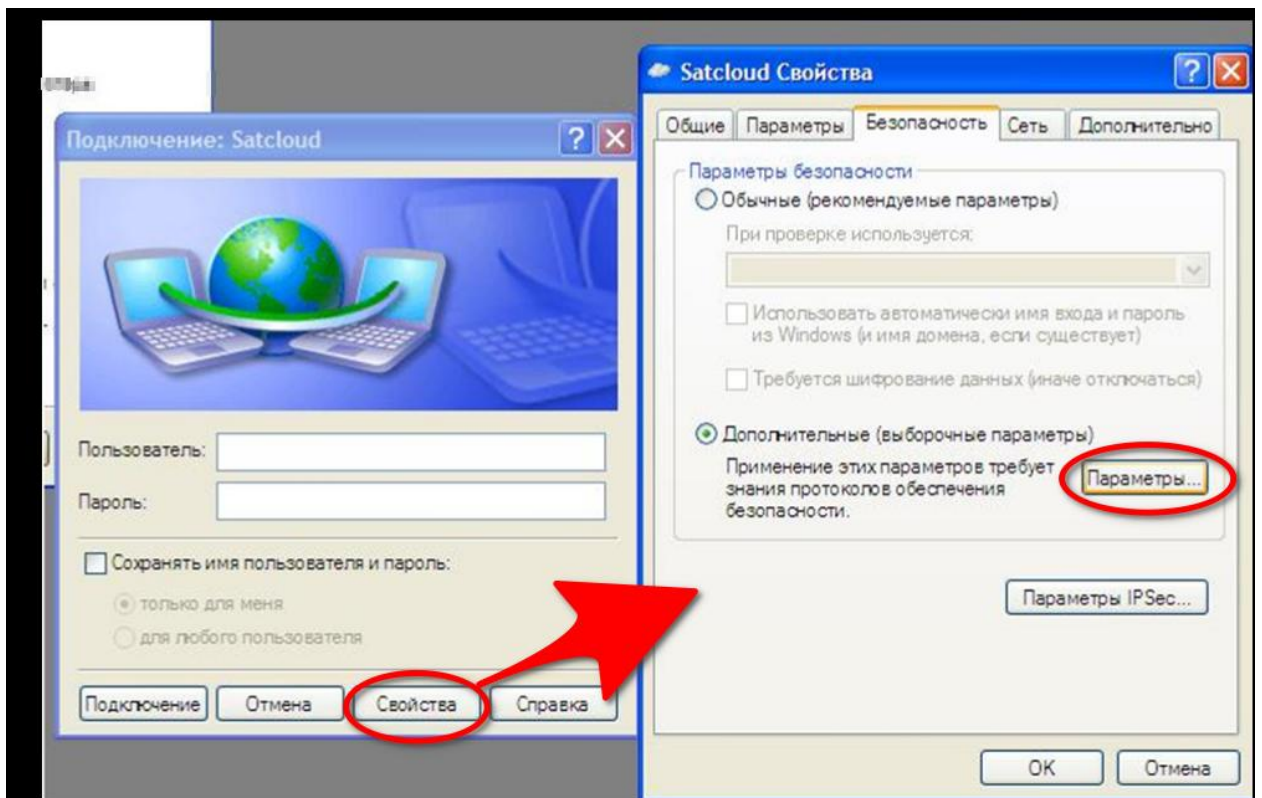 Подключение: Satcloud
Пользователь:
Пароль:
Сохранять имя пользователя и пароль:
только для меня
для любого пользователя
Подключение
Отмена
Свойства
Справка
Satcloud Свойства
Общие
Параметры
Безопасность
Сеть
Дополнительно
Параметры безопасности
Обычные (рекомендуемые параметры)
При проверке используется:
Использовать автоматически имя входа и пароль
из Windows (и имя домена, если существует)
Требуется шифрование данных (иначе отключаться)
Дополнительные (выборочные параметры)
Применение этих параметров требует
знания протоколов обеспечения
безопасности.
Параметры...
Параметры IPSec...
OK
Отмена